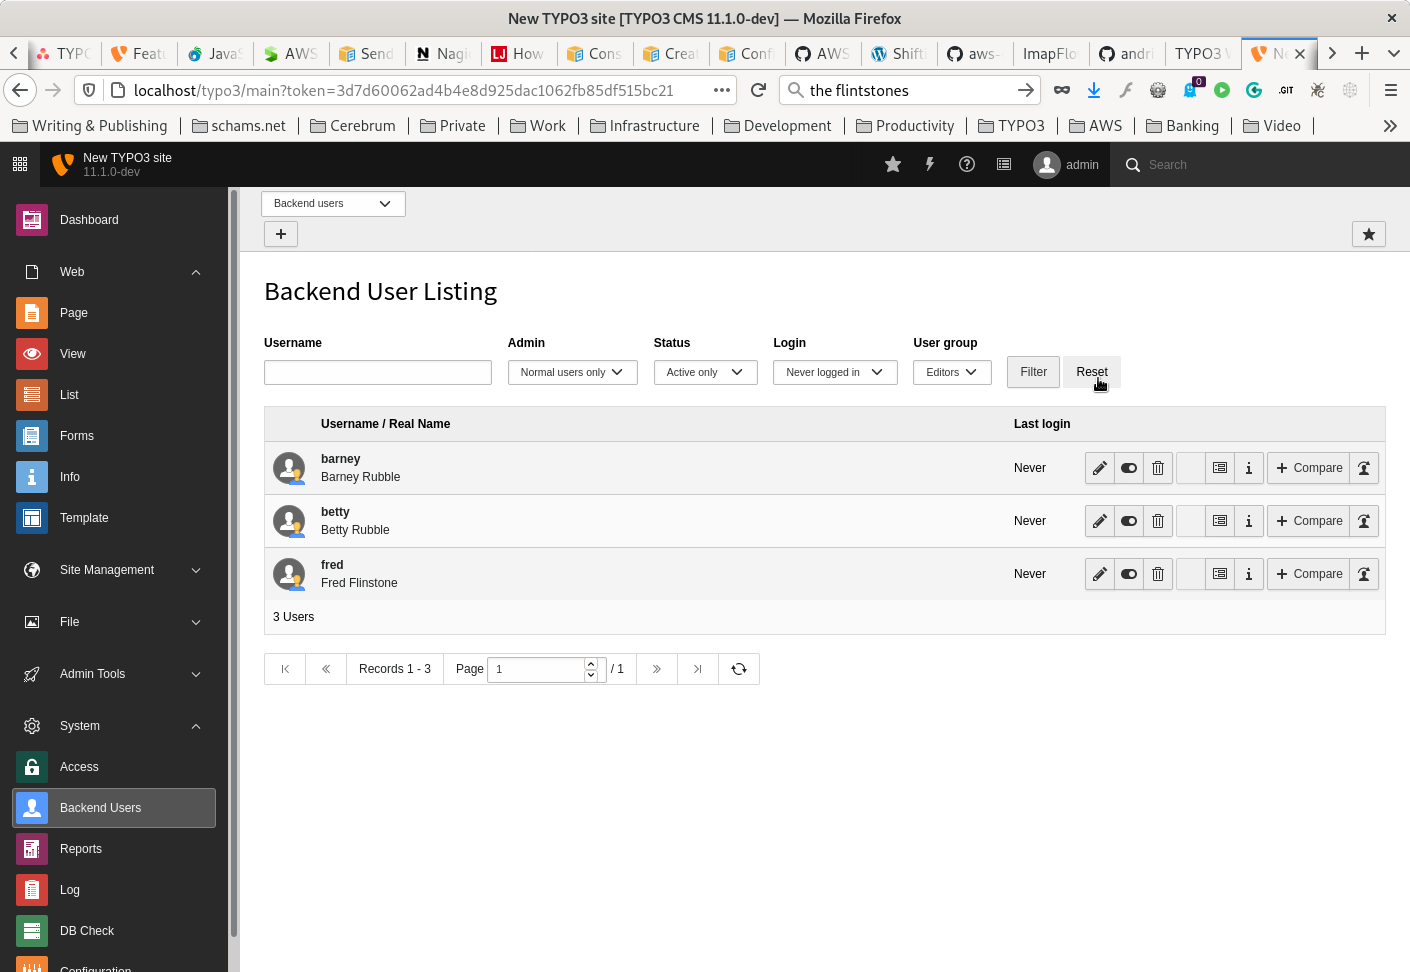 New TYPO3 site [TYPO3 CMS 11.1.0-dev] — Mozilla Firefox
TYPO Featu JavaS AWS Send Nagi How Cons Creat Confi AWS Shifti aws- ImapFlo andri TYPO3 V Ne
localhost/typo3/main?token=3d7d60062ad4b4e8d925dac1062fb85df515bc21 the flintstones 0 .GIT
Writing & Publishing schams.net Cerebrum Private Work Infrastructure Development Productivity TYPO3 AWS Banking Video
New TYPO3 site
11.1.0-dev
admin
Search
Dashboard
Web
Page
View
List
Forms
Info
Template
Site Management
File
Admin Tools
System
Access
Backend Users
Reports
Log
DB Check
Configuration
Backend users
Backend User Listing
Username Admin Status Login User group
Normal users only Active only Never logged in Editors Filter Reset
Username / Real Name Last login
barney
Barney Rubble Never + Compare
betty
Betty Rubble Never + Compare
fred
Fred Flinstone Never + Compare
3 Users
Records 1 - 3 Page 1 / 1